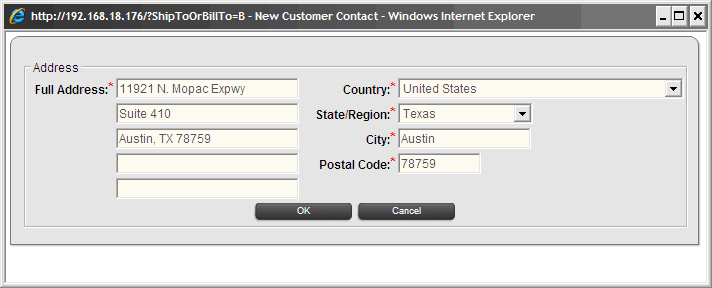 http://192.168.18.176/?ShipToOrBillTo=B - New Customer Contact - Windows Internet Explorer
Address
Full Address:* 11921 N. Mopac Expwy Country:* United States
Suite 410 State/Region:* Texas
Austin, TX 78759 City:* Austin
Postal Code:* 78759
OK Cancel